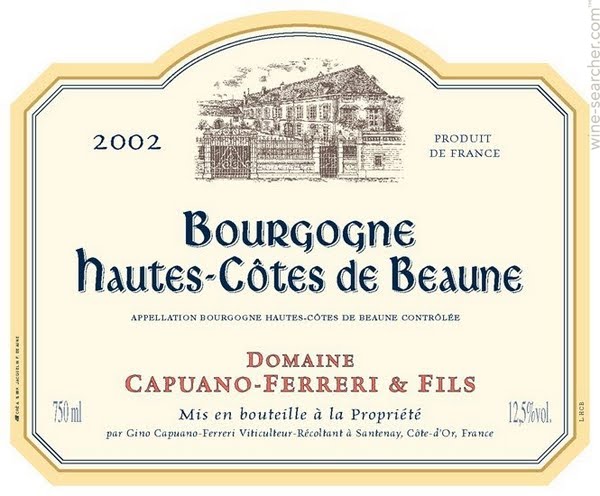 2002
PRODUIT
DE FRANCE
BOURGOGNE
HAUTES-CÔTES DE BEAUNE
APPELLATION BOURGOGNE HAUTES-CÔTES DE BEAUNE CONTRÔLÉE
DOMAINE
CAPUANO-FERRERI & FILS
750 ml
Mis en bouteille à la Propriété
12,5%vol.
par Gino Capuano-Ferreri Viticulteur-Récoltant à Santenay, Côte-d'Or, France
L HCB
wine-searcher.com